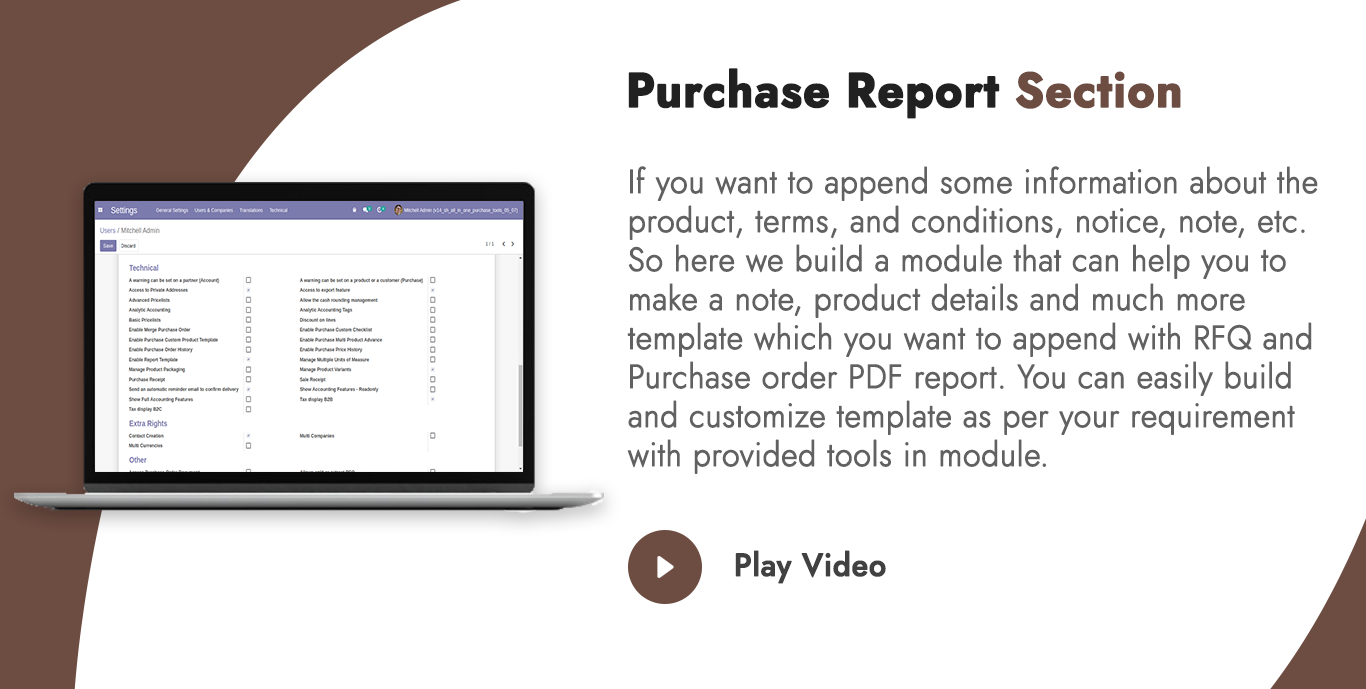 Purchase Report Section
If you want to append some information about the
product, terms, and conditions, notice, note, etc.
So here we build a module that can help you to
make a note, product details and much more
template which you want to append with RFQ and
Purchase order PDF report. You can easily build
and customize template as per your requirement
with provided tools in module.
Play Video
Settings General Settings Users & Companies Translations Technical Mitchell Admin
Users / Mitchell Admin
Save Discard 1 / 1
Technical
A warning can be set on a partner (Account) A warning can be set on a product or a customer (Purchase)
Access to Private Addresses Access to export feature
Advanced Pricelists Allow the cash rounding management
Analytic Accounting Analytic Accounting Tags
Basic Pricelists Discount on lines
Enable Merge Purchase Order Enable Purchase Custom Checklist
Enable Purchase Custom Product Template Enable Purchase Multi Product Advance
Enable Purchase Order History Enable Purchase Price History
Enable Report Template Manage Multiple Units of Measure
Manage Product Packaging Manage Product Variants
Purchase Receipt Sale Receipt
Send an automatic reminder email to confirm delivery Show Accounting Features - Readonly
Show Full Accounting Features Tax display B2B
Tax display B2C
Extra Rights
Contact Creation Multi Companies
Multi Currencies
Other